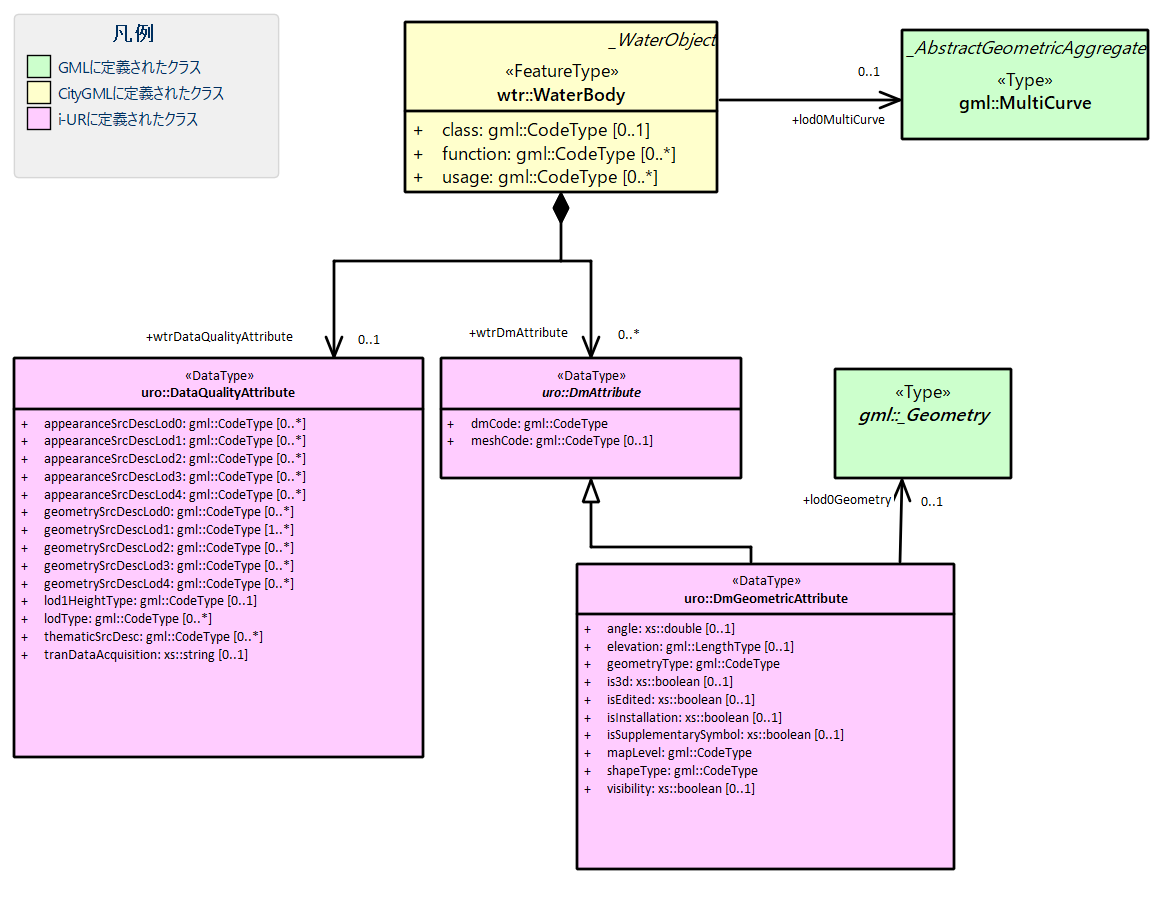 凡例
GMLに定義されたクラス
CityGMLに定義されたクラス
i-URに定義されたクラス
_WaterObject
«FeatureType»
wtr::WaterBody
+ class: gml::CodeType [0..1]
+ function: gml::CodeType [0..*]
+ usage: gml::CodeType [0..*]
0..1
+lod0MultiCurve
_AbstractGeometricAggregate
«Type»
gml::MultiCurve
+wtrDataQualityAttribute
0..1
+wtrDmAttribute
0..*
«DataType»
uro::DataQualityAttribute
+ appearanceSrcDescLod0: gml::CodeType [0..*]
+ appearanceSrcDescLod1: gml::CodeType [0..*]
+ appearanceSrcDescLod2: gml::CodeType [0..*]
+ appearanceSrcDescLod3: gml::CodeType [0..*]
+ appearanceSrcDescLod4: gml::CodeType [0..*]
+ geometrySrcDescLod0: gml::CodeType [0..*]
+ geometrySrcDescLod1: gml::CodeType [1..*]
+ geometrySrcDescLod2: gml::CodeType [0..*]
+ geometrySrcDescLod3: gml::CodeType [0..*]
+ geometrySrcDescLod4: gml::CodeType [0..*]
+ lod1HeightType: gml::CodeType [0..1]
+ lodType: gml::CodeType [0..*]
+ thematicSrcDesc: gml::CodeType [0..*]
+ tranDataAcquisition: xs::string [0..1]
«DataType»
uro::DmAttribute
+ dmCode: gml::CodeType
+ meshCode: gml::CodeType [0..1]
«Type»
gml::_Geometry
+lod0Geometry
0..1
«DataType»
uro::DmGeometricAttribute
+ angle: xs::double [0..1]
+ elevation: gml::LengthType [0..1]
+ geometryType: gml::CodeType
+ is3d: xs::boolean [0..1]
+ isEdited: xs::boolean [0..1]
+ isInstallation: xs::boolean [0..1]
+ isSupplementarySymbol: xs::boolean [0..1]
+ mapLevel: gml::CodeType
+ shapeType: gml::CodeType
+ visibility: xs::boolean [0..1]